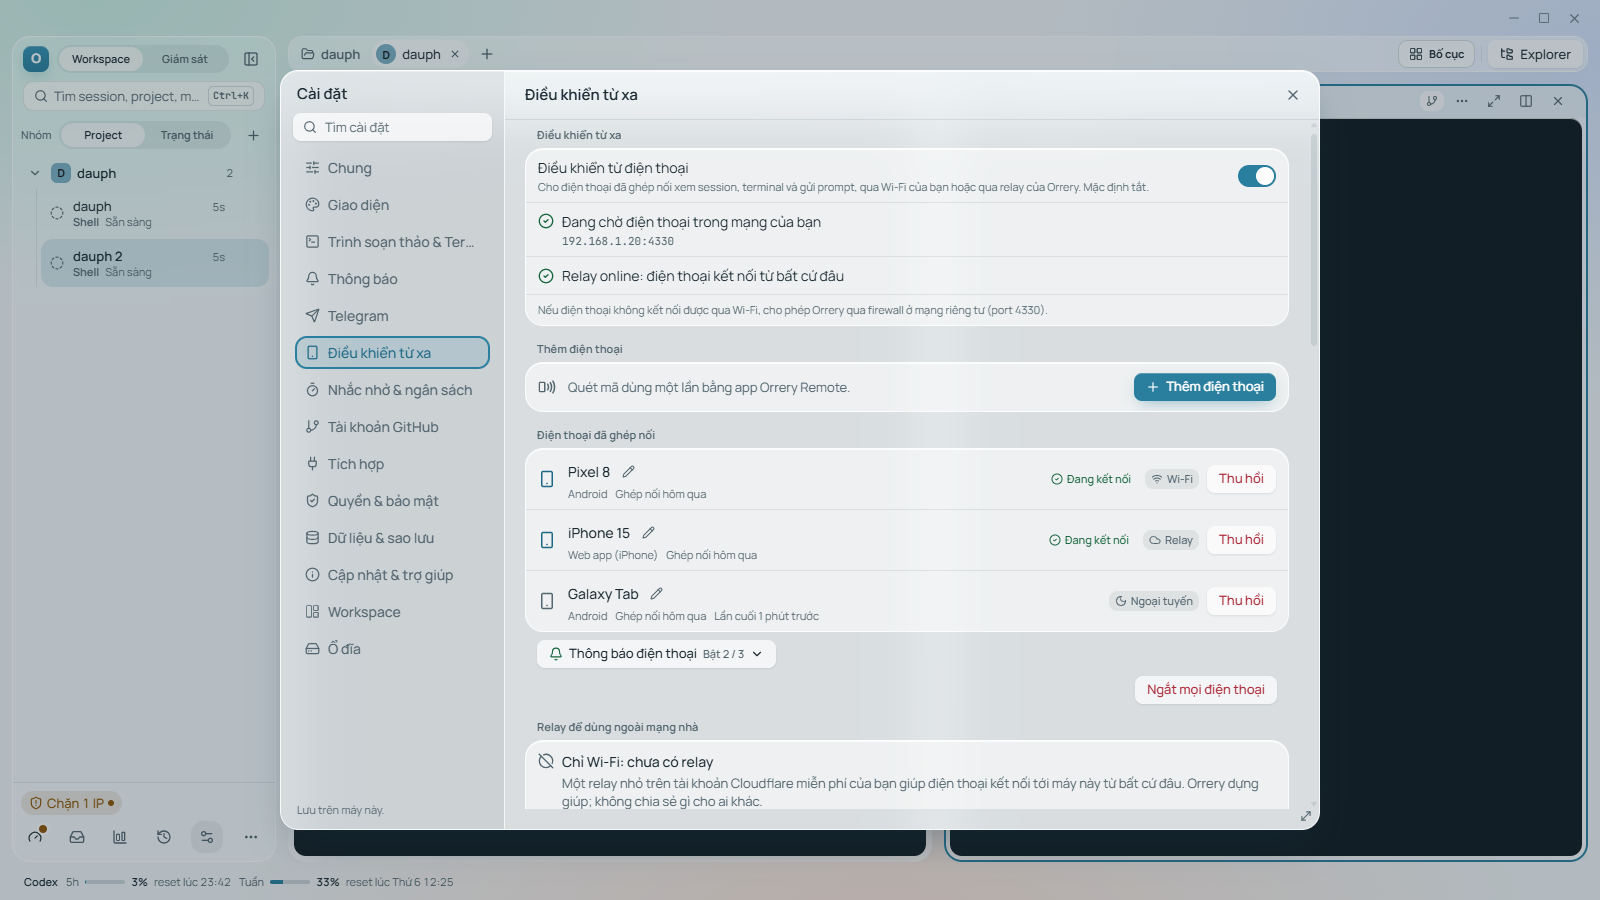 O
Workspace
Giám sát
Tìm session, project, m...
Ctrl+K
Nhóm
Project
Trạng thái
D
dauph
2
dauph
5s
Shell Sẵn sàng
dauph 2
5s
Shell Sẵn sàng
Chặn 1 IP
dauph
D
dauph
Bố cục
Explorer
Cài đặt
Tìm cài đặt
Chung
Giao diện
Trình soạn thảo & Ter...
Thông báo
Telegram
Điều khiển từ xa
Nhắc nhở & ngân sách
Tài khoản GitHub
Tích hợp
Quyền & bảo mật
Dữ liệu & sao lưu
Cập nhật & trợ giúp
Workspace
Ổ đĩa
Lưu trên máy này.
Điều khiển từ xa
Điều khiển từ xa
Điều khiển từ điện thoại
Cho điện thoại đã ghép nối xem session, terminal và gửi prompt, qua Wi-Fi của bạn hoặc qua relay của Orrery. Mặc định tắt.
Đang chờ điện thoại trong mạng của bạn
192.168.1.20:4330
Relay online: điện thoại kết nối từ bất cứ đâu
Nếu điện thoại không kết nối được qua Wi-Fi, cho phép Orrery qua firewall ở mạng riêng tư (port 4330).
Thêm điện thoại
Quét mã dùng một lần bằng app Orrery Remote.
Thêm điện thoại
Điện thoại đã ghép nối
Pixel 8
Android Ghép nối hôm qua
Đang kết nối
Wi-Fi
Thu hồi
iPhone 15
Web app (iPhone) Ghép nối hôm qua
Đang kết nối
Relay
Thu hồi
Galaxy Tab
Android Ghép nối hôm qua Lần cuối 1 phút trước
Ngoại tuyến
Thu hồi
Thông báo điện thoại Bật 2 / 3
Ngắt mọi điện thoại
Relay để dùng ngoài mạng nhà
Chỉ Wi-Fi: chưa có relay
Một relay nhỏ trên tài khoản Cloudflare miễn phí của bạn giúp điện thoại kết nối tới máy này từ bất cứ đâu. Orrery dựng
giúp; không chia sẻ gì cho ai khác.
Codex 5h 3% reset lúc 23:42 Tuần 33% reset lúc Thứ 6 12:25